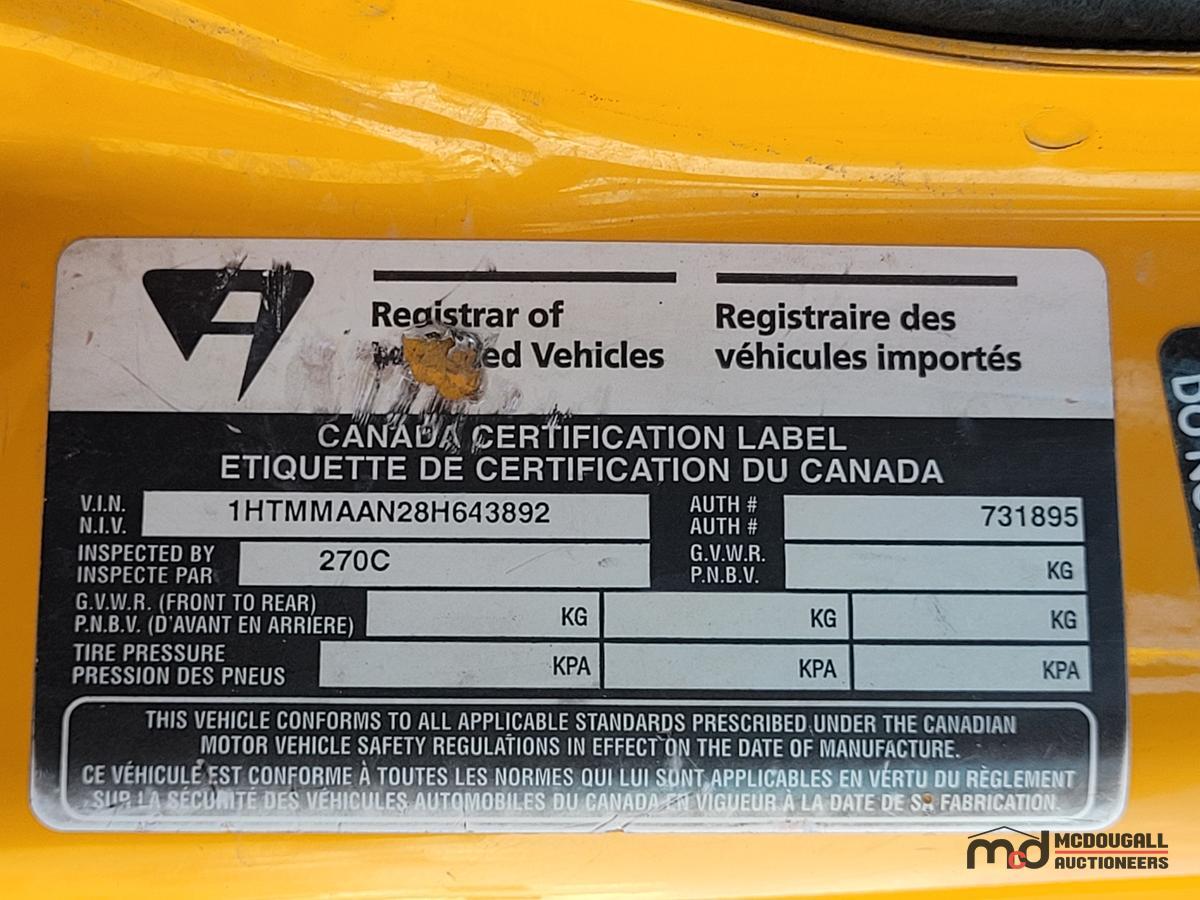 Registrar of
ed Vehicles
Registraire des
véhicules importés
CANADA CERTIFICATION LABEL
ETIQUETTE DE CERTIFICATION DU CANADA
V.I.N.
N.I.V.
1HTMMAAN28H643892
AUTH #
AUTH #
731895
INSPECTED BY
INSPECTE PAR
270C
G.V.W.R.
P.N.B.V.
KG
G.V.W.R. (FRONT TO REAR)
P.N.B.V. (D'AVANT EN ARRIERE)
KG KG KG
TIRE PRESSURE
PRESSION DES PNEUS
KPA KPA KPA
THIS VEHICLE CONFORMS TO ALL APPLICABLE STANDARDS PRESCRIBED UNDER THE CANADIAN
MOTOR VEHICLE SAFETY REGULATIONS IN EFFECT ON THE DATE OF MANUFACTURE.
CE VÉHICULE EST CONFORME À TOUTES LES NORMES QUI LUI SONT APPLICABLES EN VERTU DU RÈGLEMENT
SUR LA SÉCURITÉ DES VÉHICULES AUTOMOBILES DU CANADA EN VIGUEUR À LA DATE DE SA FABRICATION.
mcd MCDOUGALL
AUCTIONEERS